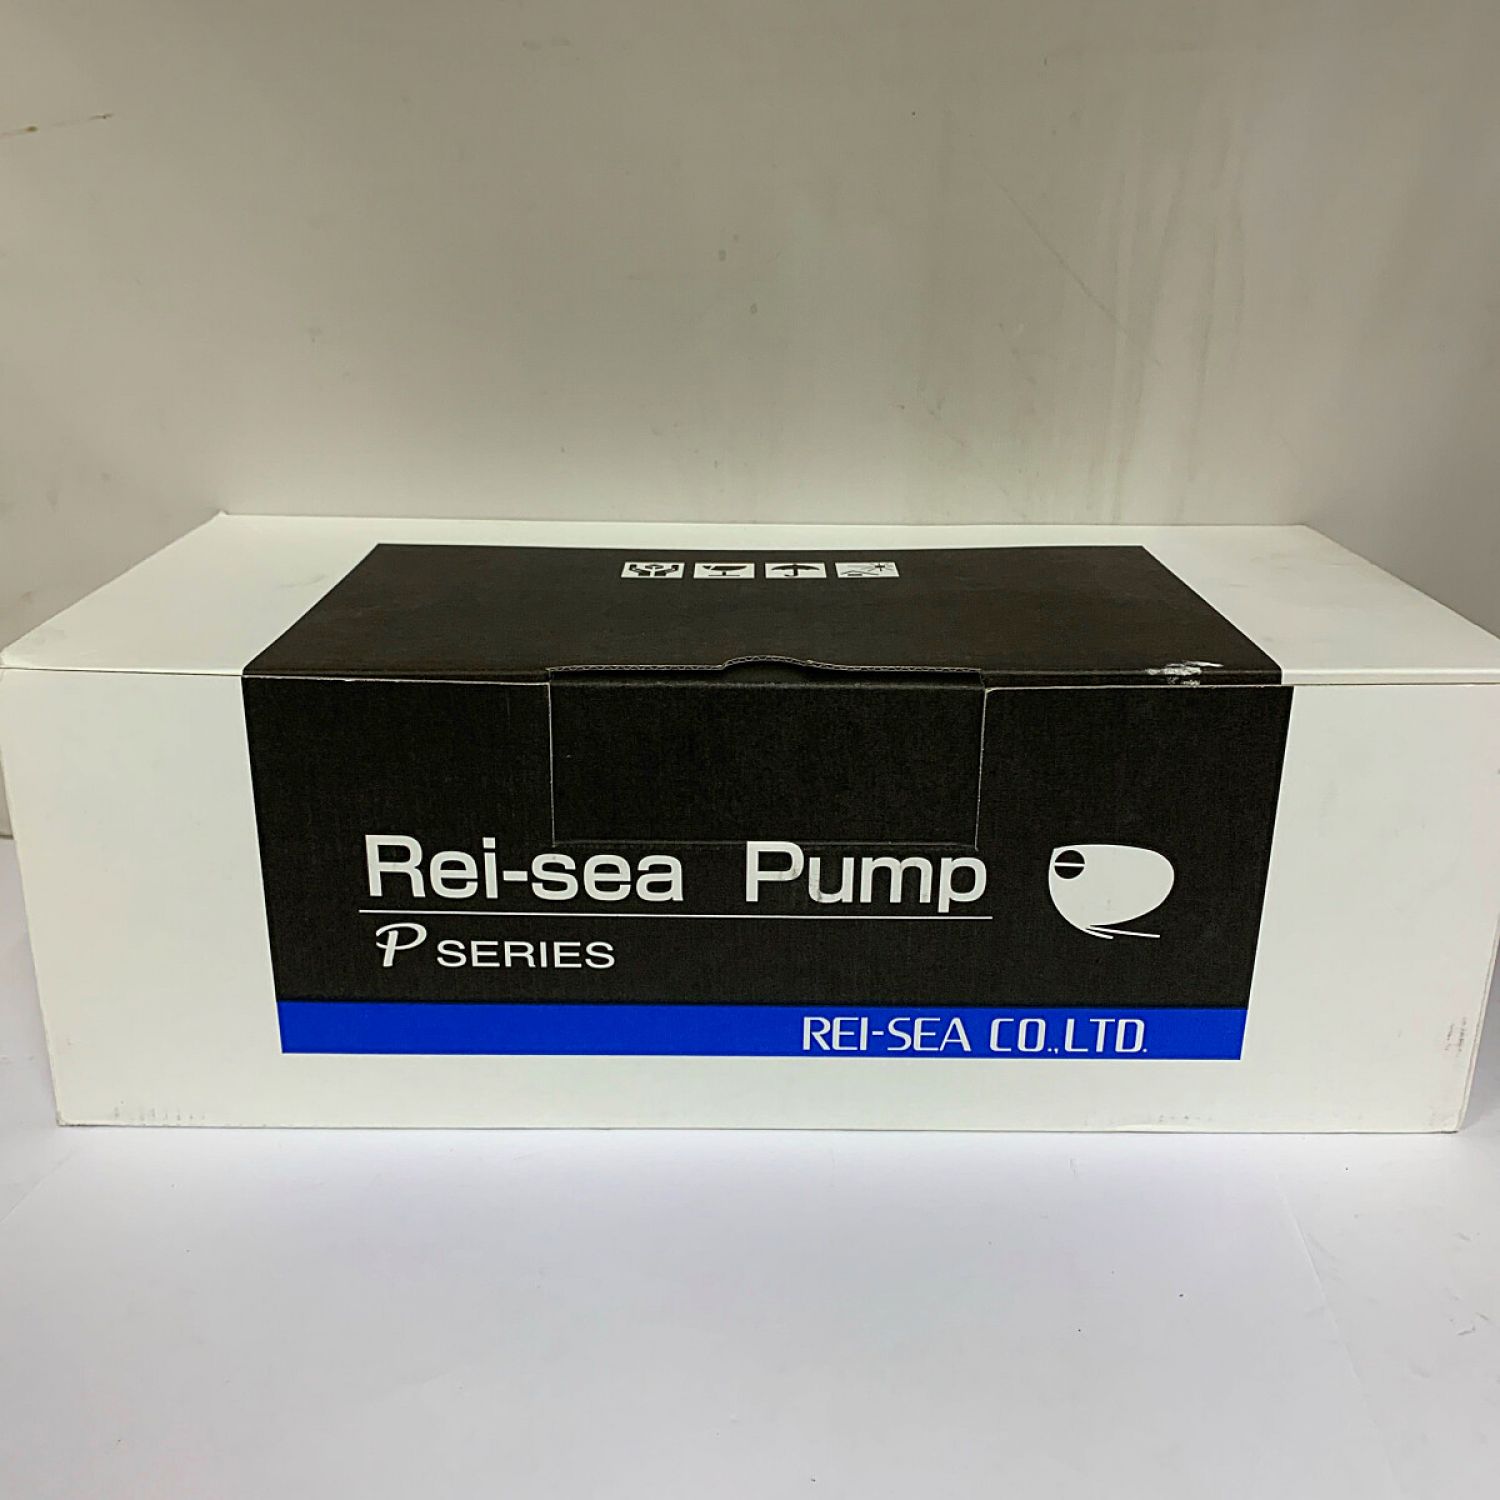 Rei-sea Pump
P SERIES
REI-SEA CO.,LTD.